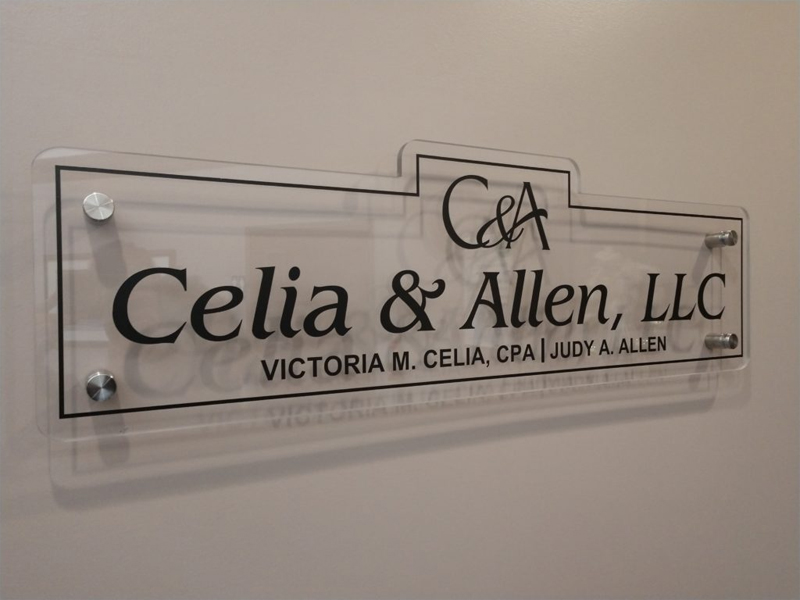 C&A
Celia & Allen, LLC
VICTORIA M. CELIA, CPA | JUDY A. ALLEN